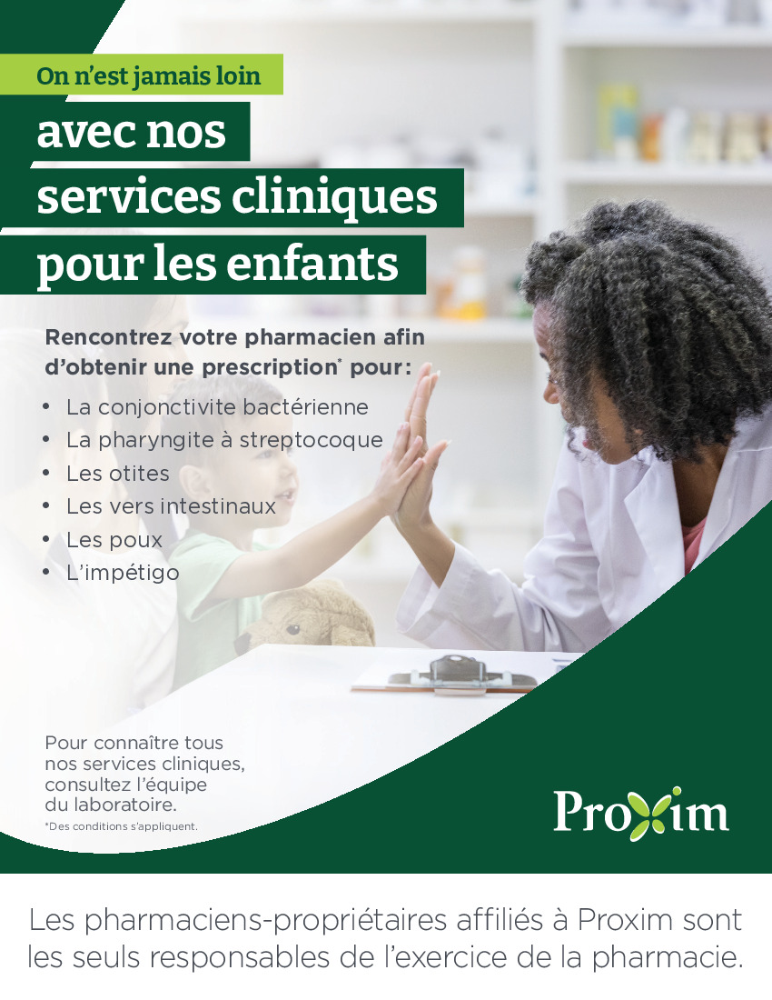 On n’est jamais loin
avec nos
services cliniques
pour les enfants
Rencontrez votre pharmacien afin
d’obtenir une prescription* pour :
• La conjonctivite bactérienne
• La pharyngite à streptocoque
• Les otites
• Les vers intestinaux
• Les poux
• L’impétigo
Pour connaître tous
nos services cliniques,
consultez l’équipe
du laboratoire.
*Des conditions s’appliquent.
Proxim
Les pharmaciens-propriétaires affiliés à Proxim sont
les seuls responsables de l’exercice de la pharmacie.